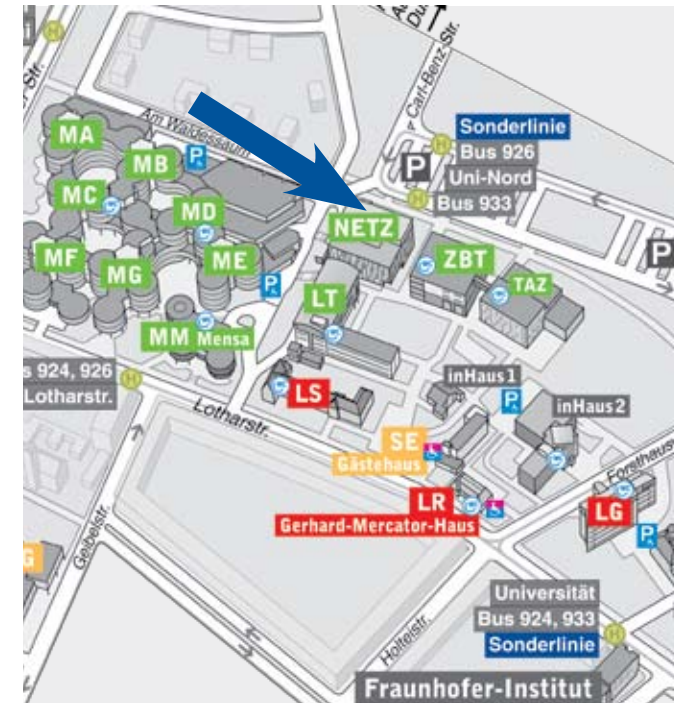 Carl-Benz-Str.
Am Waldessaum
Sonderlinie
Bus 926
Uni-Nord
Bus 933
P
P
P
P
P
P
H
H
H
H
H
MA
MB
MC
MD
MF
MG
ME
MM Mensa
NETZ
ZBT
TAZ
LT
LS
inHaus1
inHaus2
924, 926
Lotharstr.
Lotharstr.
SE
Gästehaus
LR
Gerhard-Mercator-Haus
LG
Geibelstr.
G
Holteistr.
Universität
Bus 924, 933
Sonderlinie
Fraunhofer-Institut